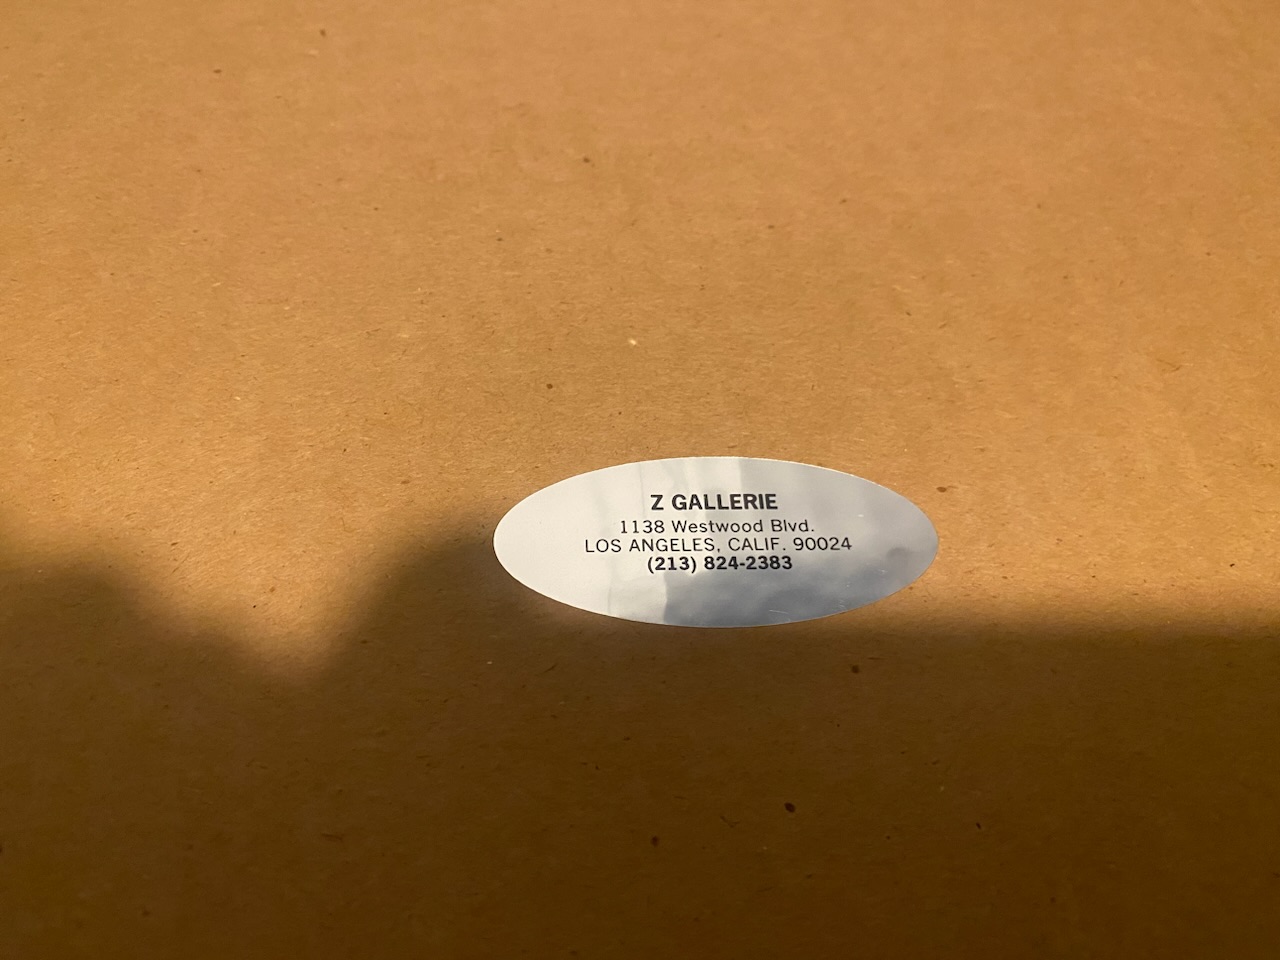 Z GALLERIE
1138 Westwood Blvd.
LOS ANGELES, CALIF. 90024
(213) 824-2383